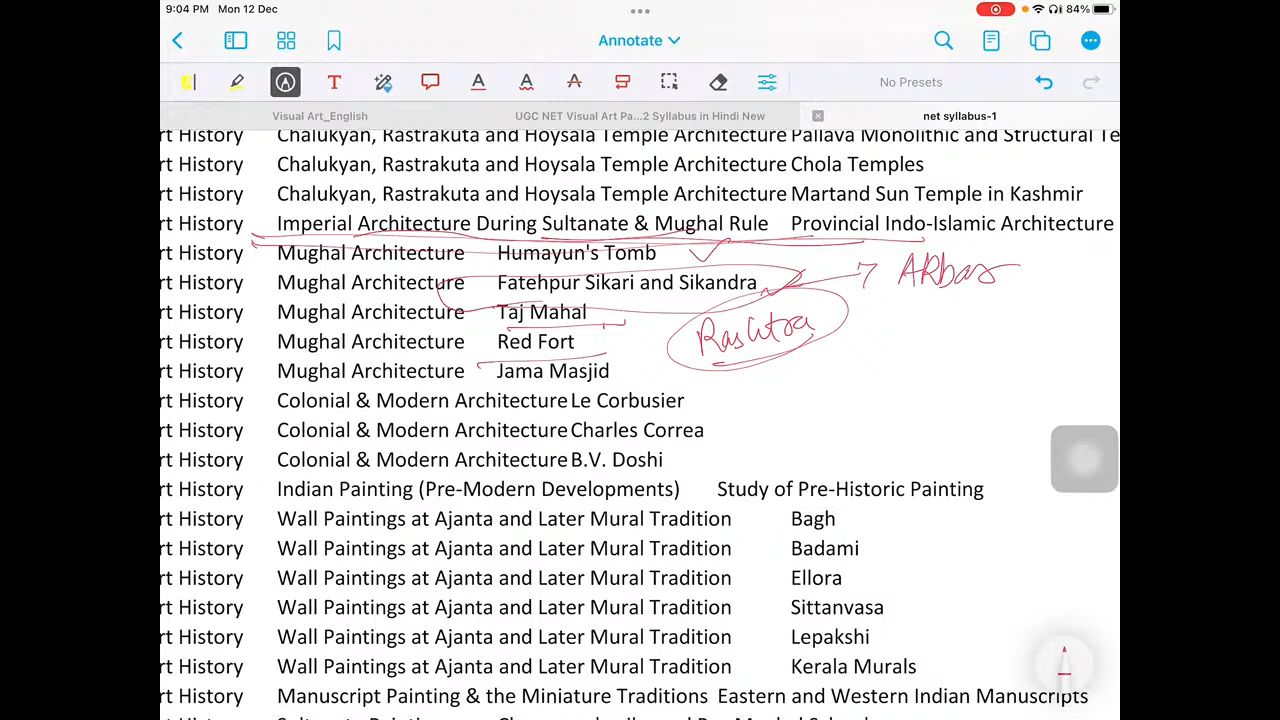 9:04 PM Mon 12 Dec 84%
Annotate
No Presets
Visual Art_English UGC NET Visual Art Pa...2 Syllabus in Hindi New net syllabus-1
rt History Chalukyan, Rastrakuta and Hoysala Temple Architecture Pallava Monolithic and Structural Te
rt History Chalukyan, Rastrakuta and Hoysala Temple Architecture Chola Temples
rt History Chalukyan, Rastrakuta and Hoysala Temple Architecture Martand Sun Temple in Kashmir
rt History Imperial Architecture During Sultanate & Mughal Rule Provincial Indo-Islamic Architecture
rt History Mughal Architecture Humayun's Tomb
rt History Mughal Architecture Fatehpur Sikari and Sikandra
Akbar
rt History Mughal Architecture Taj Mahal
Rashtra
rt History Mughal Architecture Red Fort
rt History Mughal Architecture Jama Masjid
rt History Colonial & Modern Architecture Le Corbusier
rt History Colonial & Modern Architecture Charles Correa
rt History Colonial & Modern Architecture B.V. Doshi
rt History Indian Painting (Pre-Modern Developments) Study of Pre-Historic Painting
rt History Wall Paintings at Ajanta and Later Mural Tradition Bagh
rt History Wall Paintings at Ajanta and Later Mural Tradition Badami
rt History Wall Paintings at Ajanta and Later Mural Tradition Ellora
rt History Wall Paintings at Ajanta and Later Mural Tradition Sittanvasa
rt History Wall Paintings at Ajanta and Later Mural Tradition Lepakshi
rt History Wall Paintings at Ajanta and Later Mural Tradition Kerala Murals
rt History Manuscript Painting & the Miniature Traditions Eastern and Western Indian Manuscripts